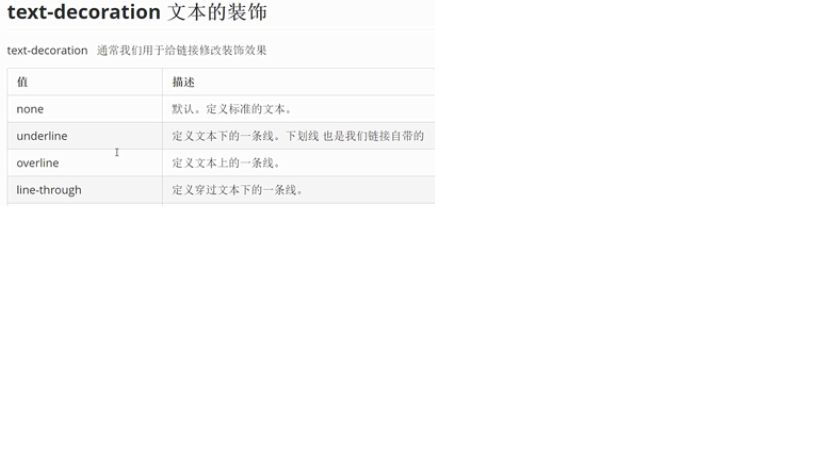 text-decoration 文本的装饰
text-decoration 通常我们用于给链接修改装饰效果
值 描述
none 默认。定义标准的文本。
underline 定义文本下的一条线。下划线 也是我们链接自带的
overline 定义文本上的一条线。
line-through 定义穿过文本下的一条线。